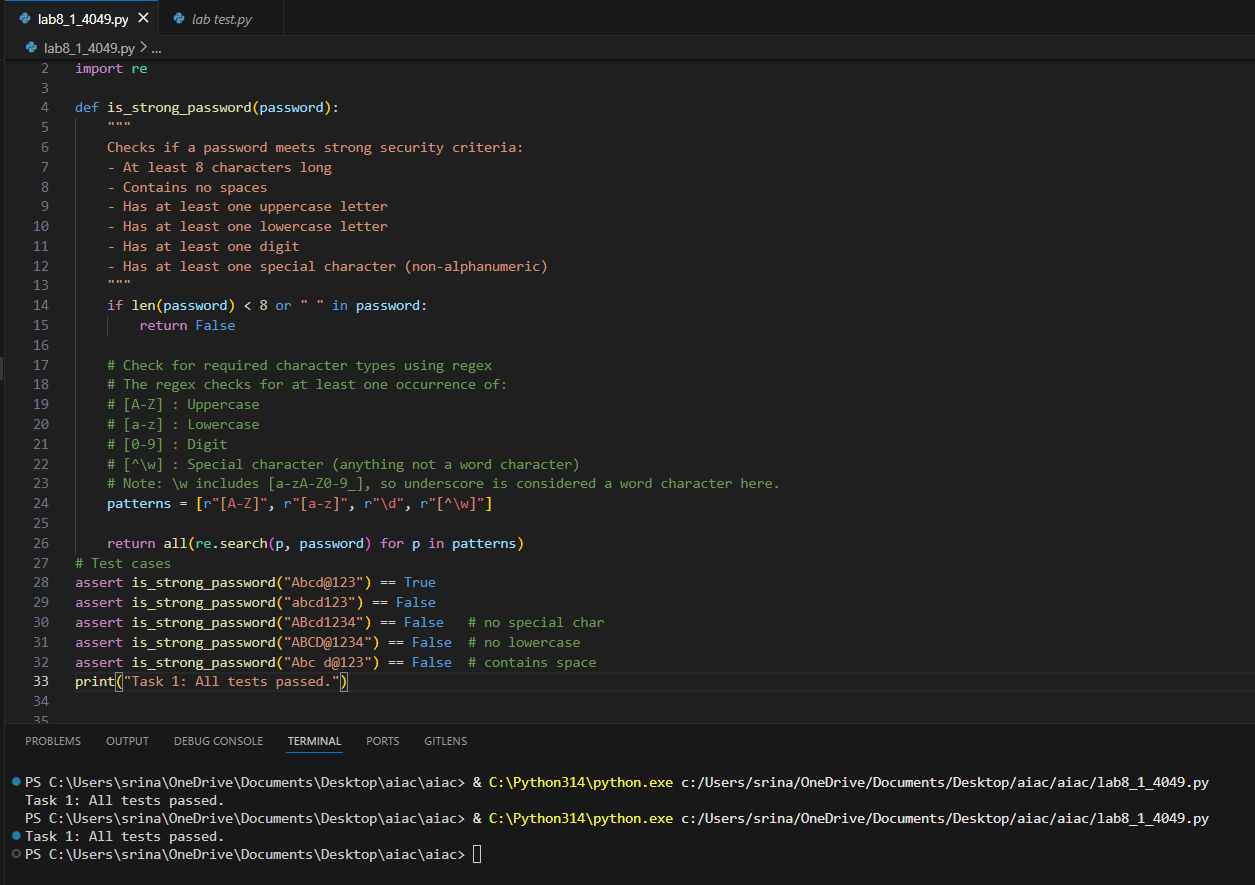 lab8_1_4049.py
lab test.py
lab8_1_4049.py > ...
2 import re
3
4 def is_strong_password(password):
5     """
6     Checks if a password meets strong security criteria:
7     - At least 8 characters long
8     - Contains no spaces
9     - Has at least one uppercase letter
10     - Has at least one lowercase letter
11     - Has at least one digit
12     - Has at least one special character (non-alphanumeric)
13     """
14     if len(password) < 8 or " " in password:
15         return False
16
17     # Check for required character types using regex
18     # The regex checks for at least one occurrence of:
19     # [A-Z] : Uppercase
20     # [a-z] : Lowercase
21     # [0-9] : Digit
22     # [^\w] : Special character (anything not a word character)
23     # Note: \w includes [a-zA-Z0-9_], so underscore is considered a word character here.
24     patterns = [r"[A-Z]", r"[a-z]", r"\d", r"[^\w]"]
25
26     return all(re.search(p, password) for p in patterns)
27 # Test cases
28 assert is_strong_password("Abcd@123") == True
29 assert is_strong_password("abcd123") == False
30 assert is_strong_password("ABcd1234") == False   # no special char
31 assert is_strong_password("ABCD@1234") == False  # no lowercase
32 assert is_strong_password("Abc d@123") == False  # contains space
33 print("Task 1: All tests passed.")
34
35
PROBLEMS OUTPUT DEBUG CONSOLE TERMINAL PORTS GITLENS
PS C:\Users\srina\OneDrive\Documents\Desktop\aiac\aiac> & C:\Python314\python.exe c:/Users/srina/OneDrive/Documents/Desktop/aiac/aiac/lab8_1_4049.py
Task 1: All tests passed.
PS C:\Users\srina\OneDrive\Documents\Desktop\aiac\aiac> & C:\Python314\python.exe c:/Users/srina/OneDrive/Documents/Desktop/aiac/aiac/lab8_1_4049.py
Task 1: All tests passed.
PS C:\Users\srina\OneDrive\Documents\Desktop\aiac\aiac>